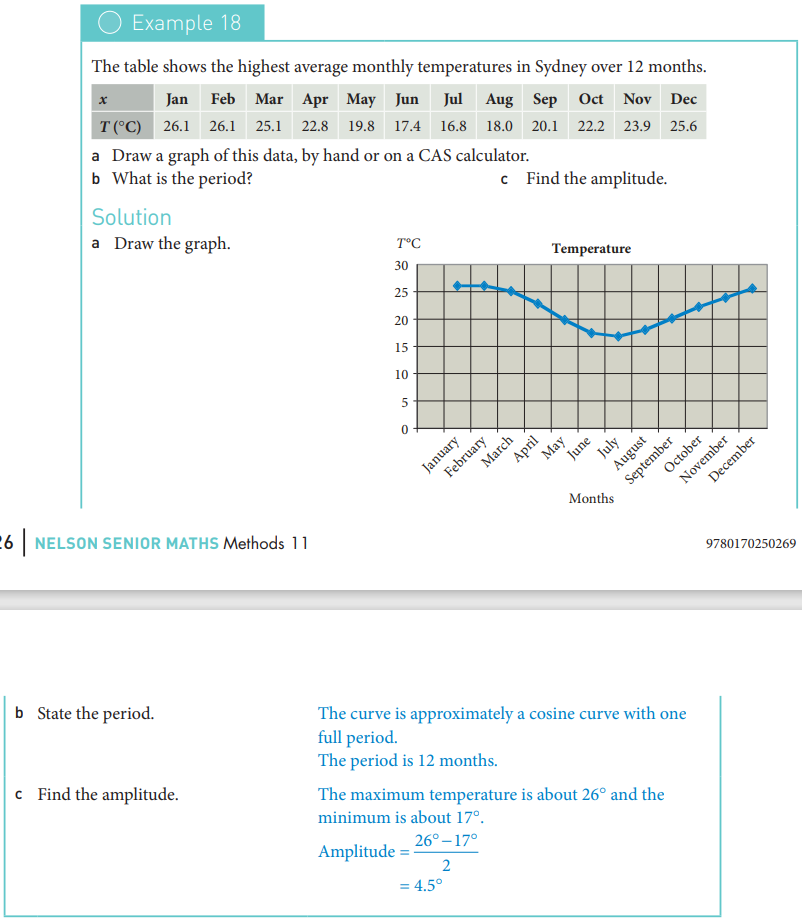 Example 18
The table shows the highest average monthly temperatures in Sydney over 12 months.
x Jan Feb Mar Apr May Jun Jul Aug Sep Oct Nov Dec
T (°C) 26.1 26.1 25.1 22.8 19.8 17.4 16.8 18.0 20.1 22.2 23.9 25.6
a Draw a graph of this data, by hand or on a CAS calculator.
b What is the period? c Find the amplitude.
Solution
a Draw the graph.
T°C
Temperature
30
25
20
15
10
5
0
January
February
March
April
May
June
July
August
September
October
November
December
Months
26 | NELSON SENIOR MATHS Methods 11 9780170250269
b State the period. The curve is approximately a cosine curve with one
full period.
The period is 12 months.
c Find the amplitude. The maximum temperature is about 26° and the
minimum is about 17°.
Amplitude = 26° – 17°
2
= 4.5°